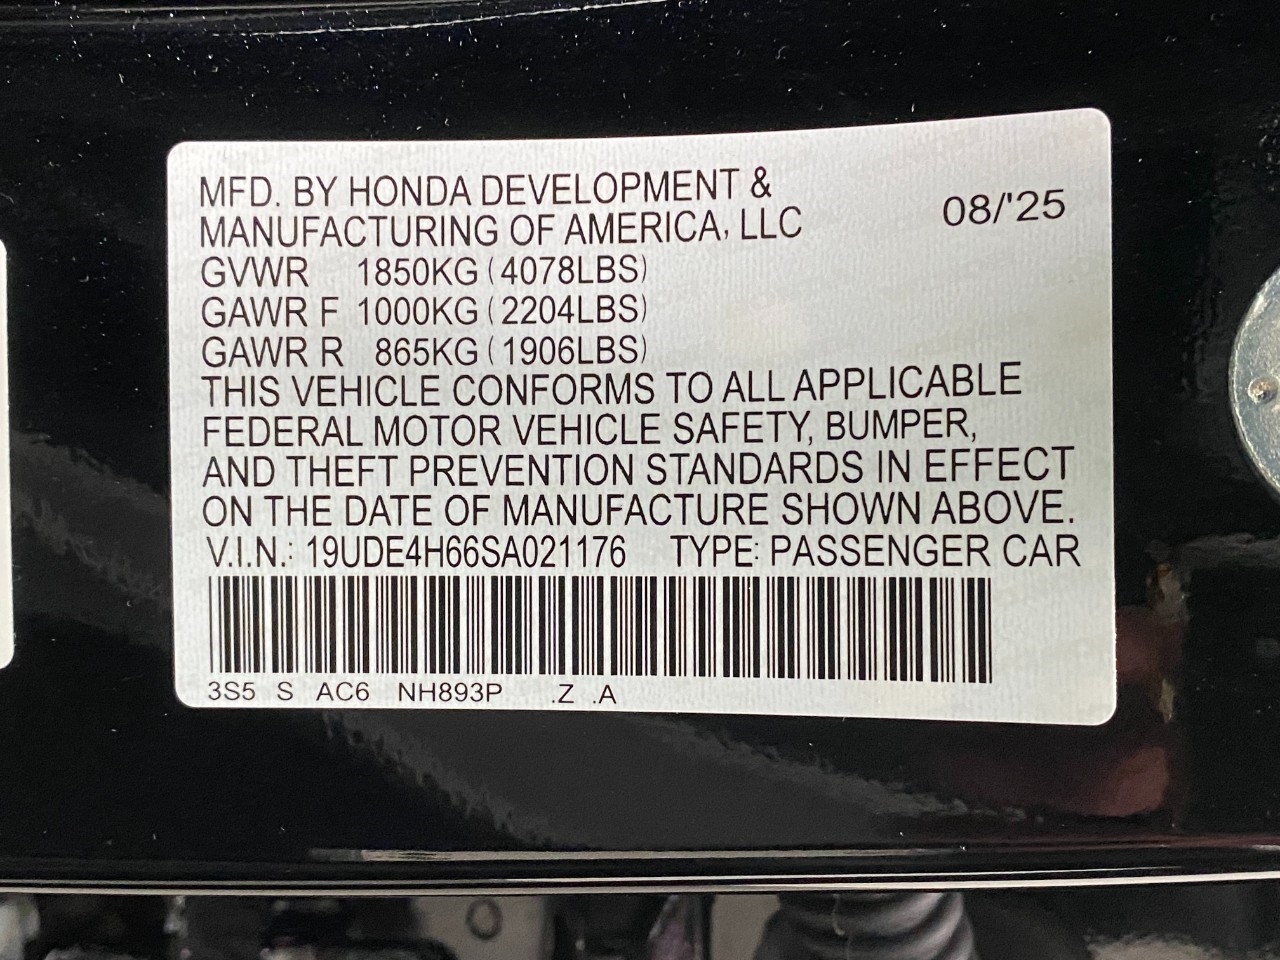 MFD. BY HONDA DEVELOPMENT &
MANUFACTURING OF AMERICA, LLC
08/'25
GVWR 1850KG (4078LBS)
GAWR F 1000KG (2204LBS)
GAWR R 865KG (1906LBS)
THIS VEHICLE CONFORMS TO ALL APPLICABLE
FEDERAL MOTOR VEHICLE SAFETY, BUMPER,
AND THEFT PREVENTION STANDARDS IN EFFECT
ON THE DATE OF MANUFACTURE SHOWN ABOVE.
V.I.N.: 19UDE4H66SA021176 TYPE: PASSENGER CAR
3S5 S AC6 NH893P .Z .A